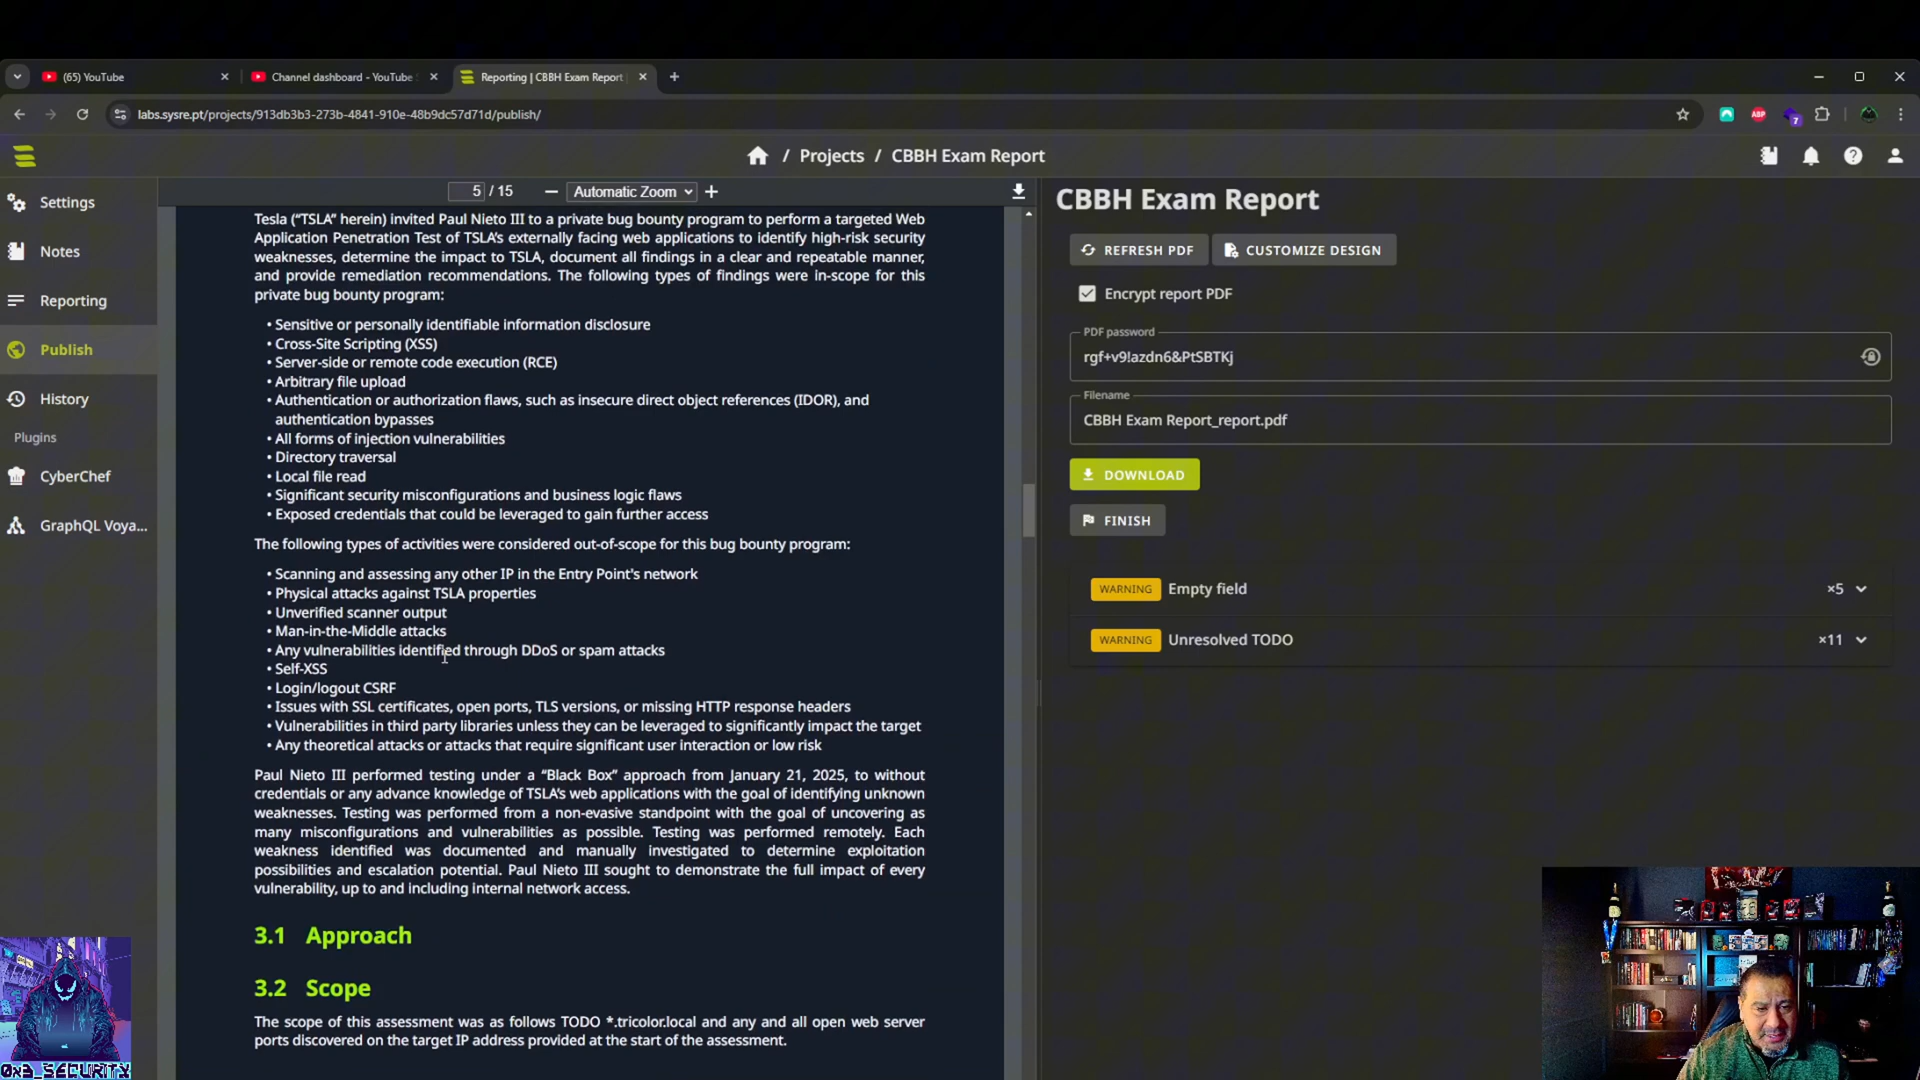 (65) YouTube
Channel dashboard - YouTube
Reporting | CBBH Exam Report
labs.sysre.pt/projects/913db3b3-273b-4841-910e-48b9dc57d71d/publish/
ABP
7
/ Projects / CBBH Exam Report
Settings
Notes
Reporting
Publish
History
Plugins
CyberChef
GraphQL Voya...
5 / 15
Automatic Zoom
Tesla (“TSLA” herein) invited Paul Nieto III to a private bug bounty program to perform a targeted Web
Application Penetration Test of TSLA’s externally facing web applications to identify high-risk security
weaknesses, determine the impact to TSLA, document all findings in a clear and repeatable manner,
and provide remediation recommendations. The following types of findings were in-scope for this
private bug bounty program:
• Sensitive or personally identifiable information disclosure
• Cross-Site Scripting (XSS)
• Server-side or remote code execution (RCE)
• Arbitrary file upload
• Authentication or authorization flaws, such as insecure direct object references (IDOR), and
authentication bypasses
• All forms of injection vulnerabilities
• Directory traversal
• Local file read
• Significant security misconfigurations and business logic flaws
• Exposed credentials that could be leveraged to gain further access
The following types of activities were considered out-of-scope for this bug bounty program:
• Scanning and assessing any other IP in the Entry Point's network
• Physical attacks against TSLA properties
• Unverified scanner output
• Man-in-the-Middle attacks
• Any vulnerabilities identified through DDoS or spam attacks
• Self-XSS
• Login/logout CSRF
• Issues with SSL certificates, open ports, TLS versions, or missing HTTP response headers
• Vulnerabilities in third party libraries unless they can be leveraged to significantly impact the target
• Any theoretical attacks or attacks that require significant user interaction or low risk
Paul Nieto III performed testing under a “Black Box” approach from January 21, 2025, to without
credentials or any advance knowledge of TSLA’s web applications with the goal of identifying unknown
weaknesses. Testing was performed from a non-evasive standpoint with the goal of uncovering as
many misconfigurations and vulnerabilities as possible. Testing was performed remotely. Each
weakness identified was documented and manually investigated to determine exploitation
possibilities and escalation potential. Paul Nieto III sought to demonstrate the full impact of every
vulnerability, up to and including internal network access.
3.1 Approach
3.2 Scope
The scope of this assessment was as follows TODO *.tricolor.local and any and all open web server
ports discovered on the target IP address provided at the start of the assessment.
CBBH Exam Report
REFRESH PDF
CUSTOMIZE DESIGN
Encrypt report PDF
PDF password
rgf+v9!azdn6&PtSBTKj
Filename
CBBH Exam Report_report.pdf
DOWNLOAD
FINISH
WARNING Empty field ×5
WARNING Unresolved TODO ×11
0X3_SECURITY